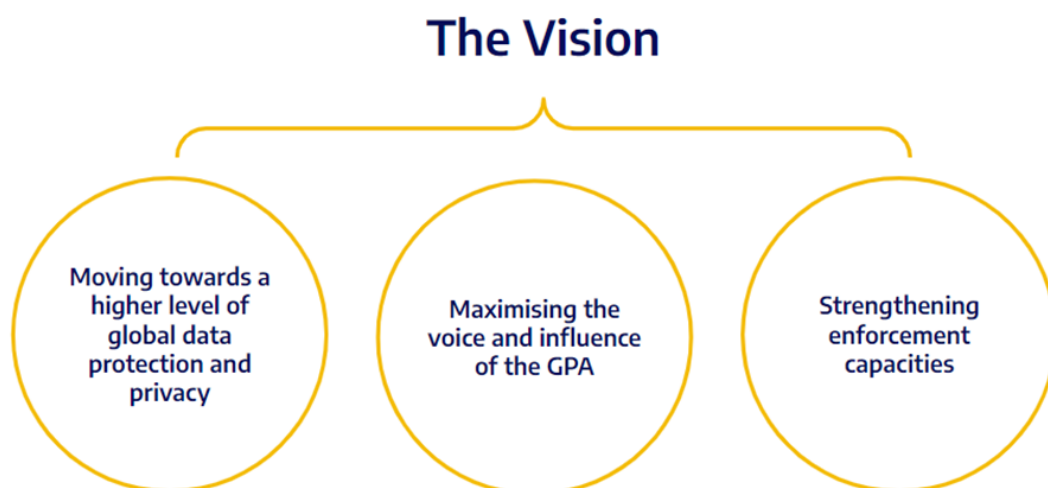 The Vision
Moving towards a
higher level of
global data
protection and
privacy
Maximising the
voice and influence
of the GPA
Strengthening
enforcement
capacities